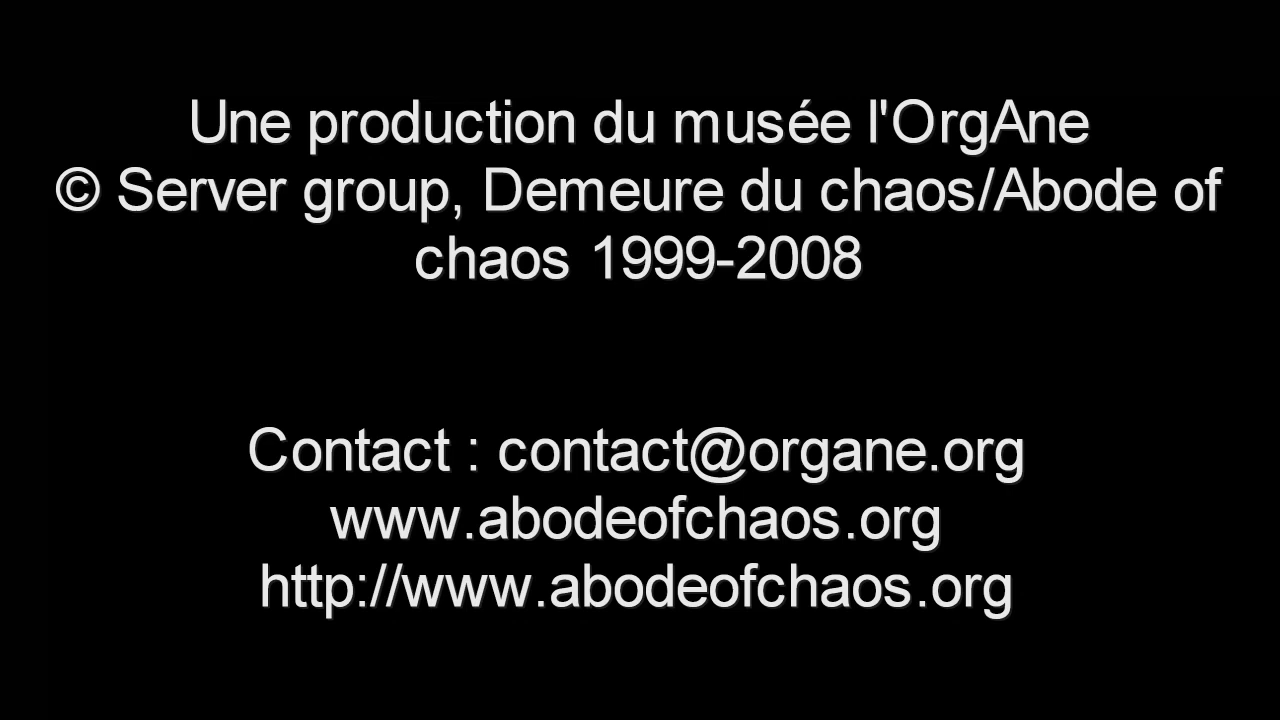 Une production du musée l'OrgAne
© Server group, Demeure du chaos/Abode of
chaos 1999-2008
Contact : contact@organe.org
www.abodeofchaos.org
http://www.abodeofchaos.org